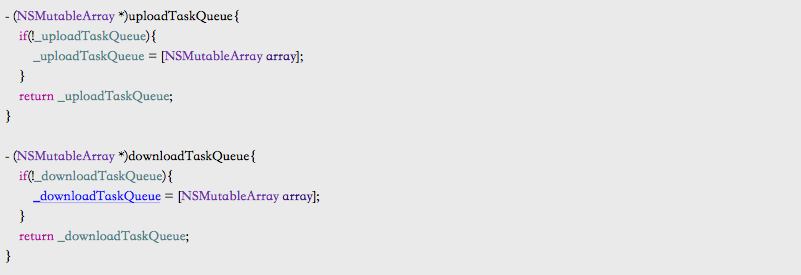 - (NSMutableArray *)uploadTaskQueue{
if(!_uploadTaskQueue){
_uploadTaskQueue = [NSMutableArray array];
}
return _uploadTaskQueue;
}
- (NSMutableArray *)downloadTaskQueue{
if(!_downloadTaskQueue){
_downloadTaskQueue = [NSMutableArray array];
}
return _downloadTaskQueue;
}